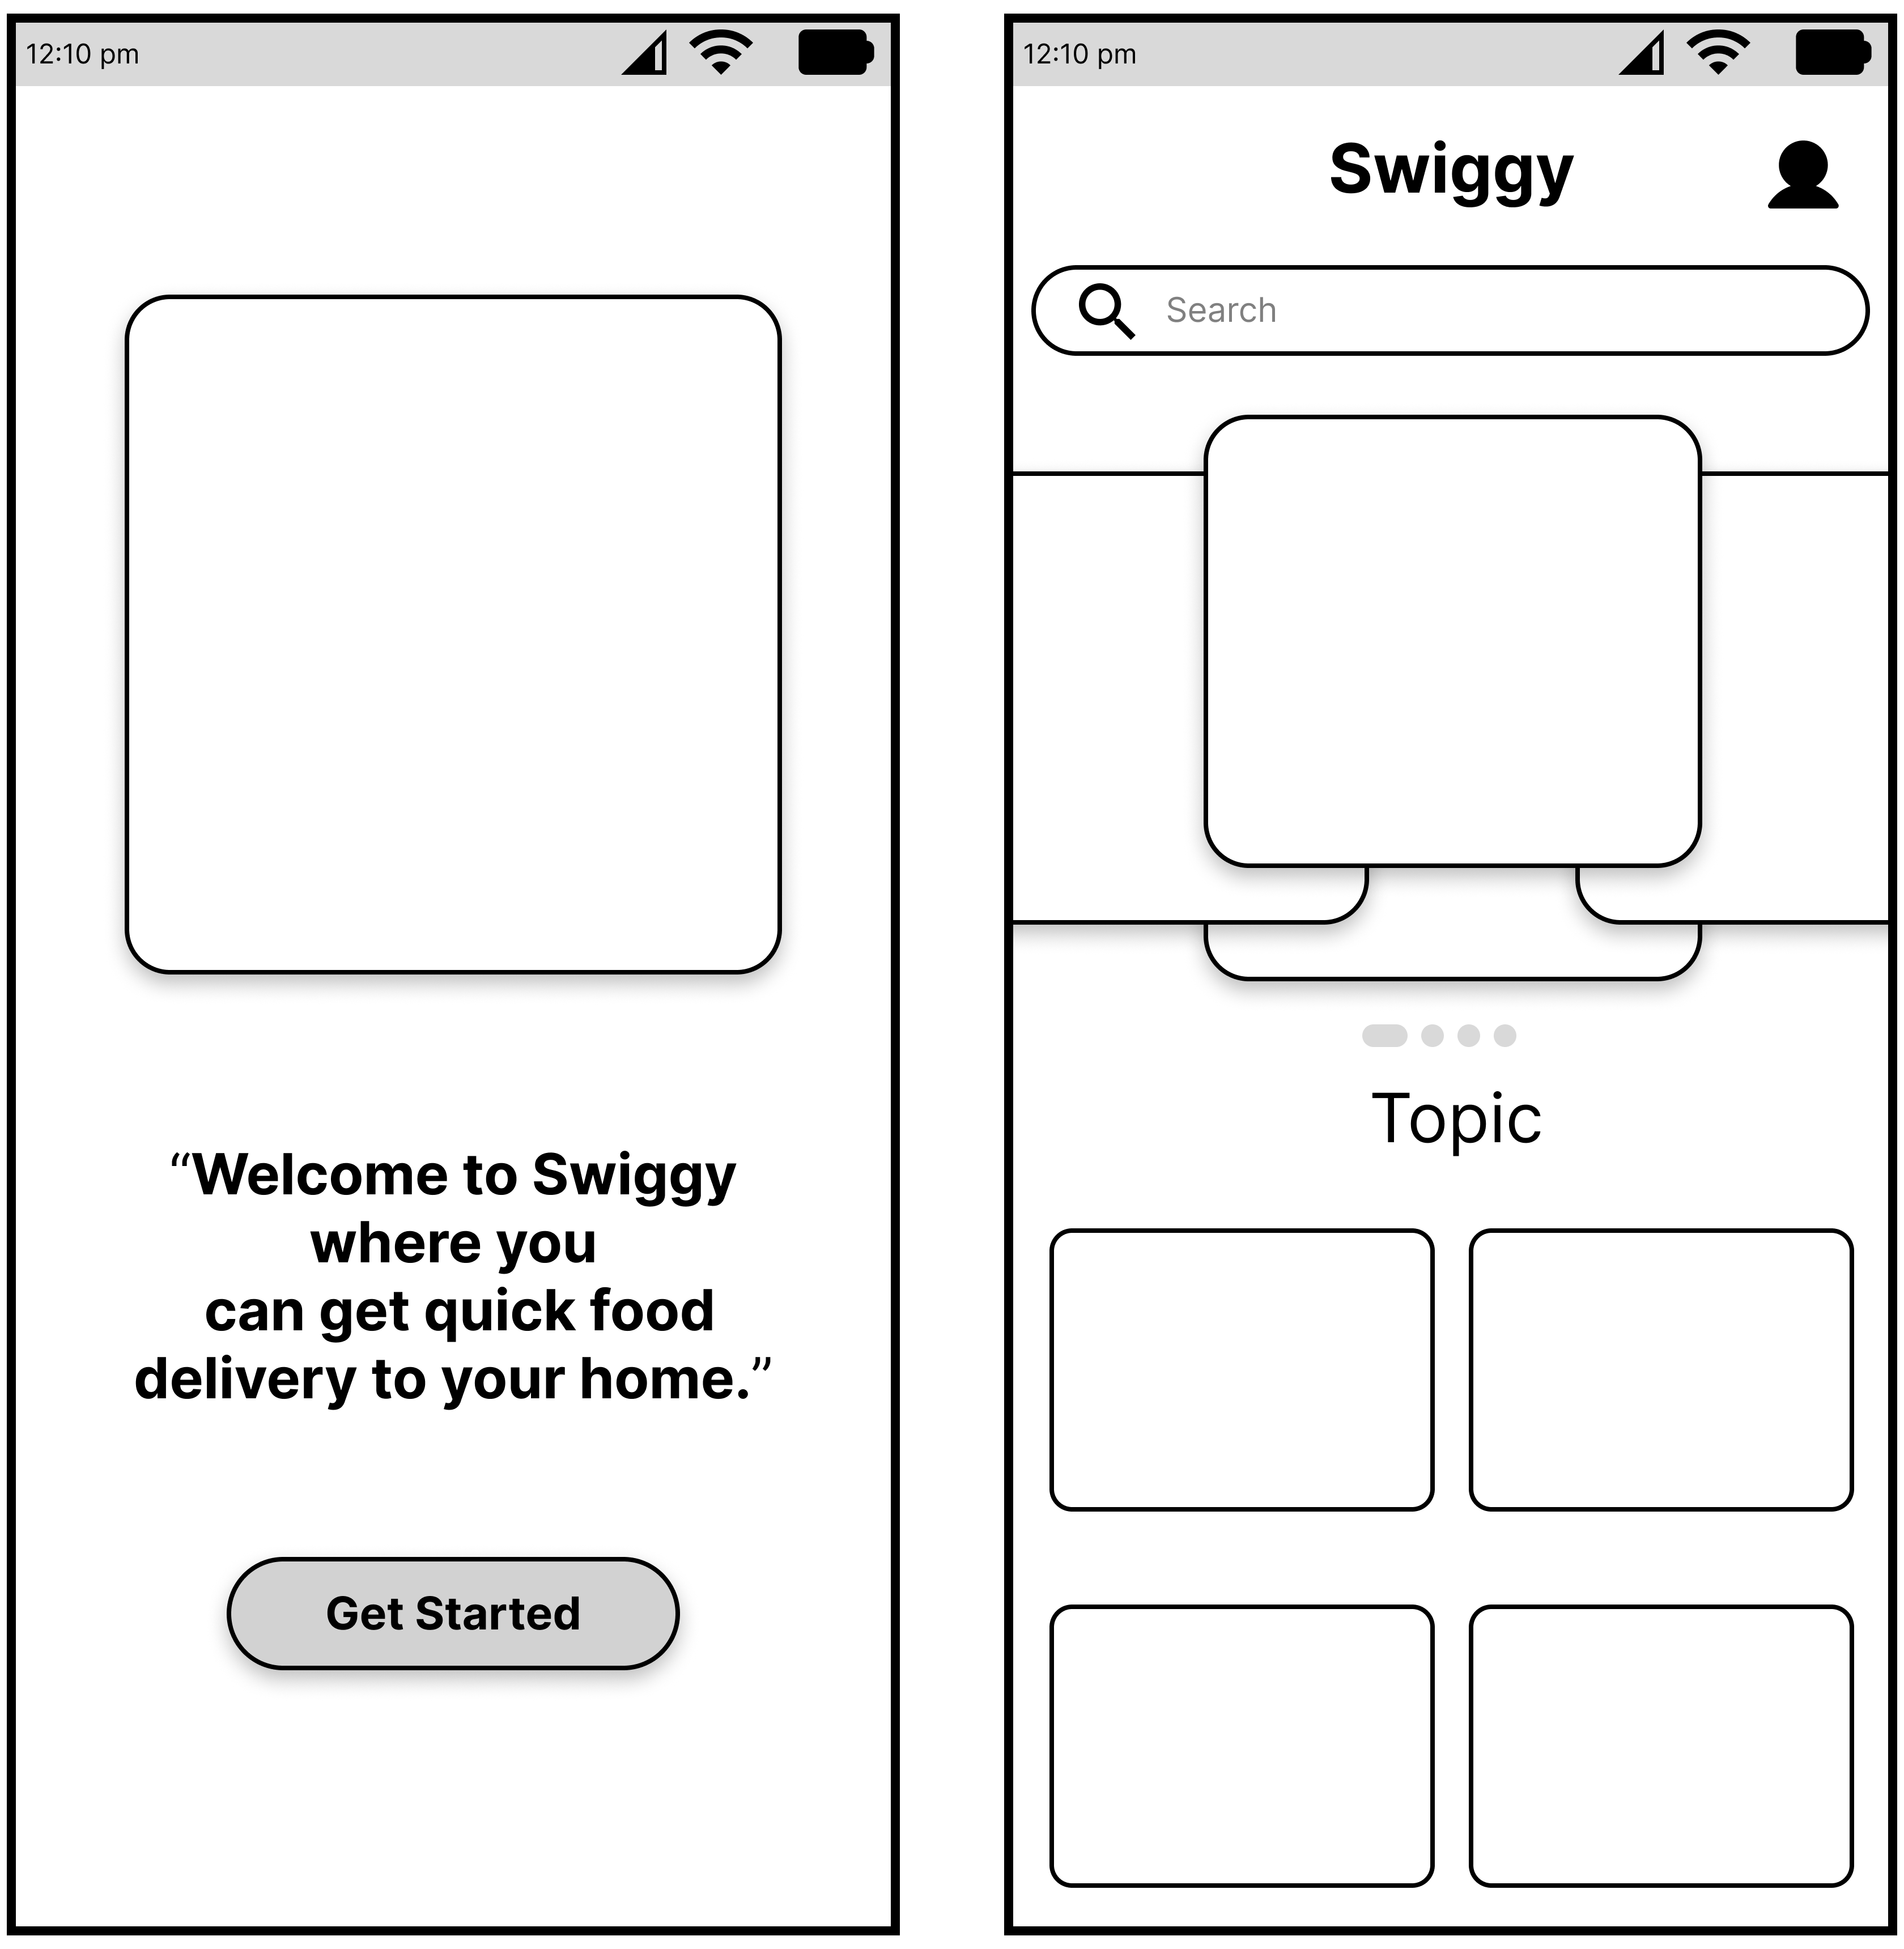 12:10 pm
“Welcome to Swiggy
where you
can get quick food
delivery to your home.”
Get Started
12:10 pm
Swiggy
Search
Topic